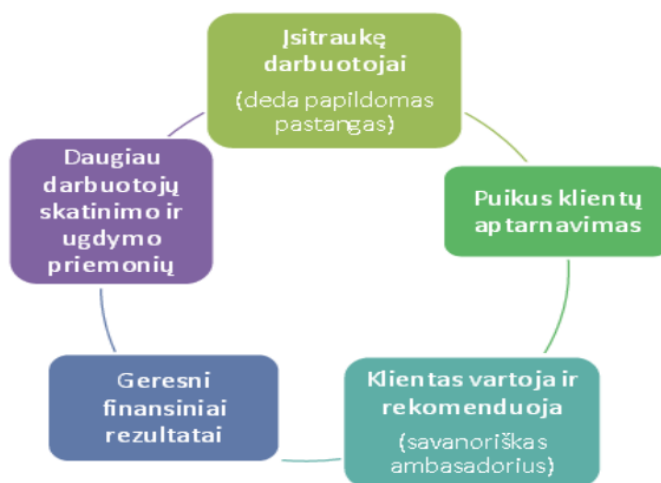 Įsitraukę
darbuotojai
(deda papildomas
pastangas)
Puikus klientų
aptarnavimas
Klientas vartoja ir
rekomenduoja
(savanoriškas
ambasadorius)
Geresni
finansiniai
rezultatai
Daugiau
darbuotojų
skatinimo ir
ugdymo
priemonių